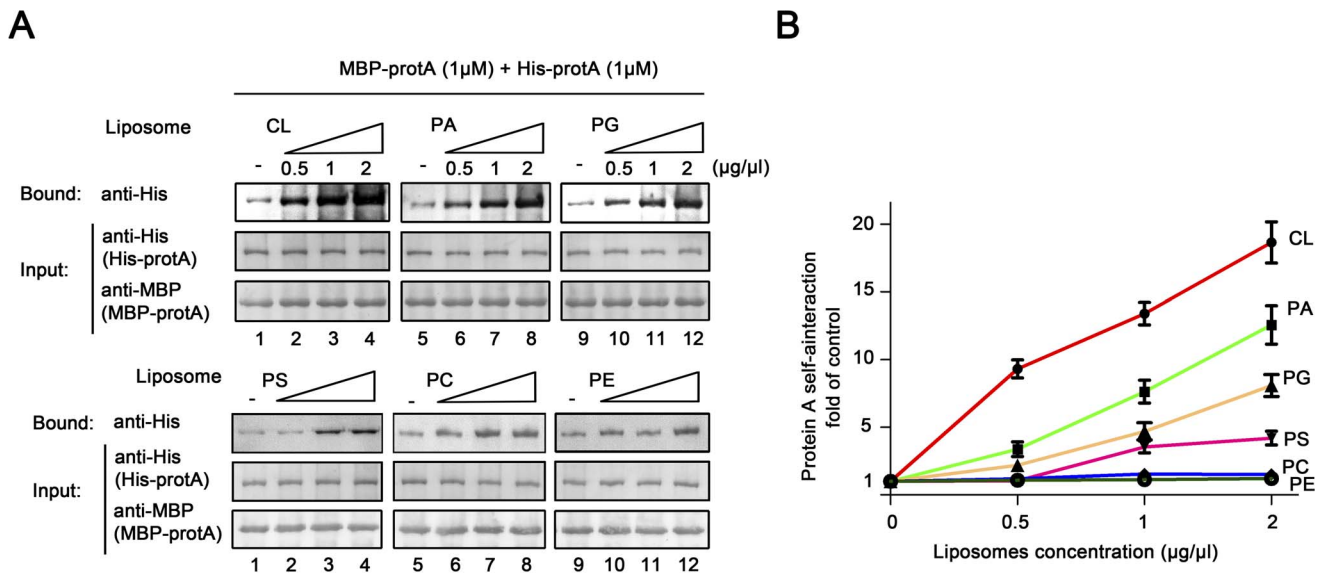 A
MBP-protA (1µM) + His-protA (1µM)
Liposome CL PA PG
- 0.5 1 2 - 0.5 1 2 - 0.5 1 2 (µg/µl)
Bound: anti-His
anti-His
(His-protA)
Input:
anti-MBP
(MBP-protA)
1 2 3 4 5 6 7 8 9 10 11 12
Liposome PS PC PE
- - -
Bound: anti-His
anti-His
(His-protA)
Input:
anti-MBP
(MBP-protA)
1 2 3 4 5 6 7 8 9 10 11 12
B
Protein A self-ainteraction
fold of control
20
15
10
5
1
CL
PA
PG
PS
PC
PE
0 0.5 1 2
Liposomes concentration (µg/µl)